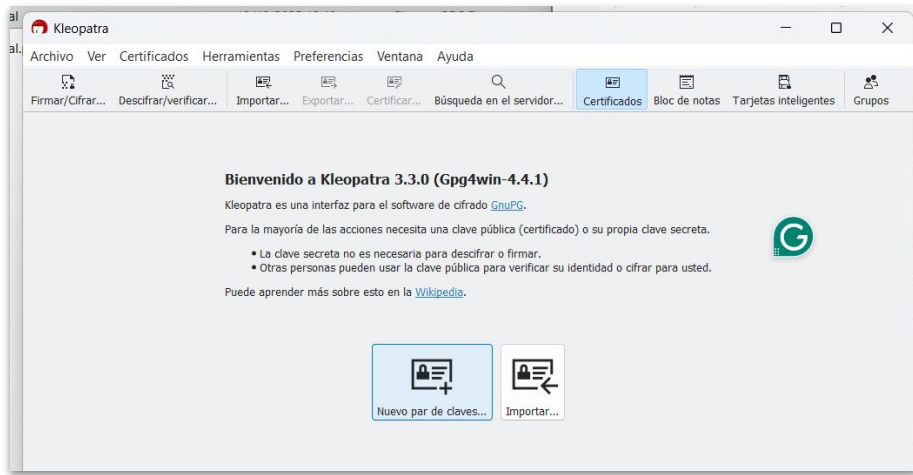 Kleopatra
Archivo Ver Certificados Herramientas Preferencias Ventana Ayuda
Firmar/Cifrar... Descifrar/verificar... Importar... Exportar... Certificar... Búsqueda en el servidor... Certificados Bloc de notas Tarjetas inteligentes Grupos
Bienvenido a Kleopatra 3.3.0 (Gpg4win-4.4.1)
Kleopatra es una interfaz para el software de cifrado GnuPG.
Para la mayoría de las acciones necesita una clave pública (certificado) o su propia clave secreta.
• La clave secreta no es necesaria para descifrar o firmar.
• Otras personas pueden usar la clave pública para verificar su identidad o cifrar para usted.
Puede aprender más sobre esto en la Wikipedia.
Nuevo par de claves... Importar...